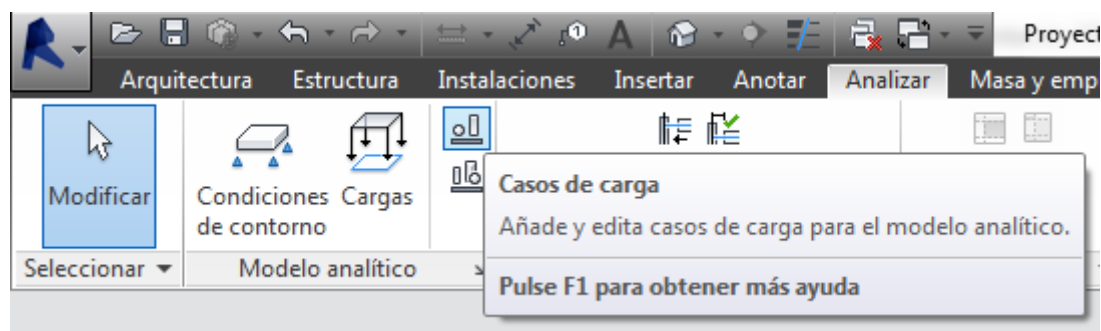 Proyect
Arquitectura Estructura Instalaciones Insertar Anotar Analizar Masa y emp
Modificar
Condiciones Cargas
de contorno
Casos de carga
Añade y edita casos de carga para el modelo analítico.
Seleccionar Modelo analítico
Pulse F1 para obtener más ayuda